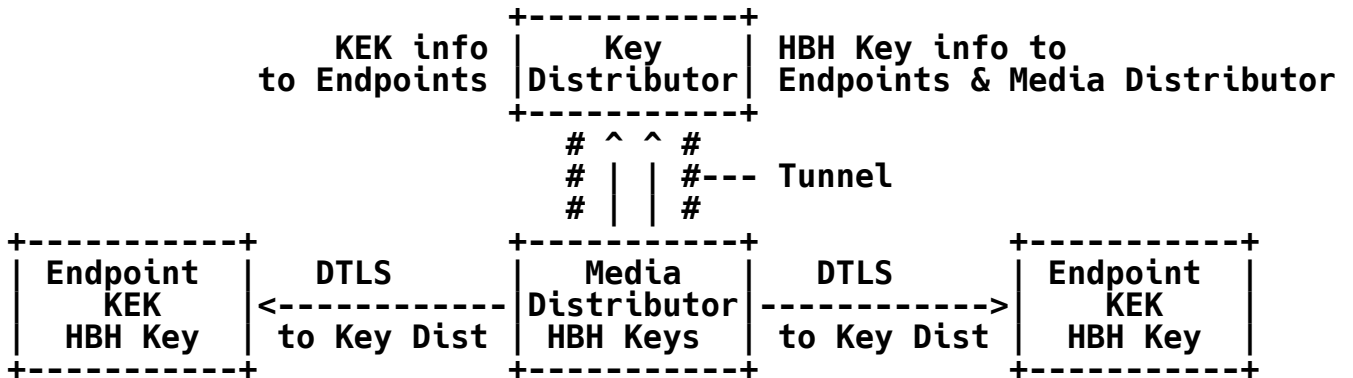 +-----------+
                 KEK info |    Key    | HBH Key info to
             to Endpoints |Distributor| Endpoints & Media Distributor
                          +-----------+
                             # ^ ^ #
                             # | | #--- Tunnel
                             # | | #
+-----------+             +-----------+             +-----------+
|  Endpoint |   DTLS      |   Media   |   DTLS      |  Endpoint |
|    KEK    |<------------|Distributor|------------>|    KEK    |
|  HBH Key  | to Key Dist | HBH Keys  | to Key Dist |  HBH Key  |
+-----------+             +-----------+             +-----------+